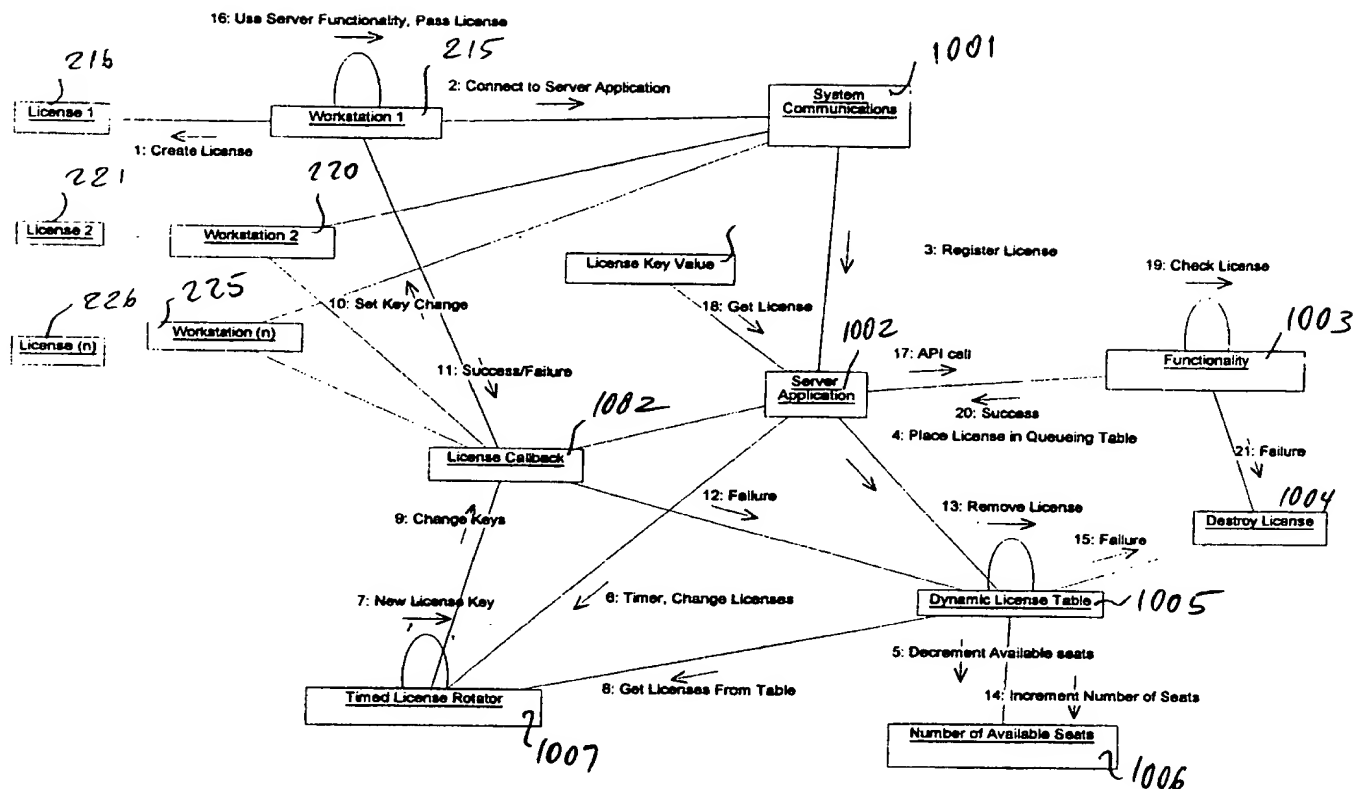 16: Use Server Functionality, Pass License
216
215
1001
2: Connect to Server Application
System
Communications
License 1
Workstation 1
1: Create License
221
220
License 2
Workstation 2
License Key Value
3: Register License
19: Check License
226
225
10: Set Key Change
18: Get License
1002
1003
License (n)
Workstation (n)
17: API call
Functionality
11: Success/Failure
Server
Application
1002
20: Success
4: Place License in Queueing Table
License Callback
21: Failure
12: Failure
13: Remove License
1004
9: Change Keys
Destroy License
15: Failure
7: New License Key
6: Timer, Change Licenses
Dynamic License Table
1005
5: Decrement Available seats
8: Get Licenses From Table
14: Increment Number of Seats
Timed License Rotator
Number of Available Seats
1007
1006